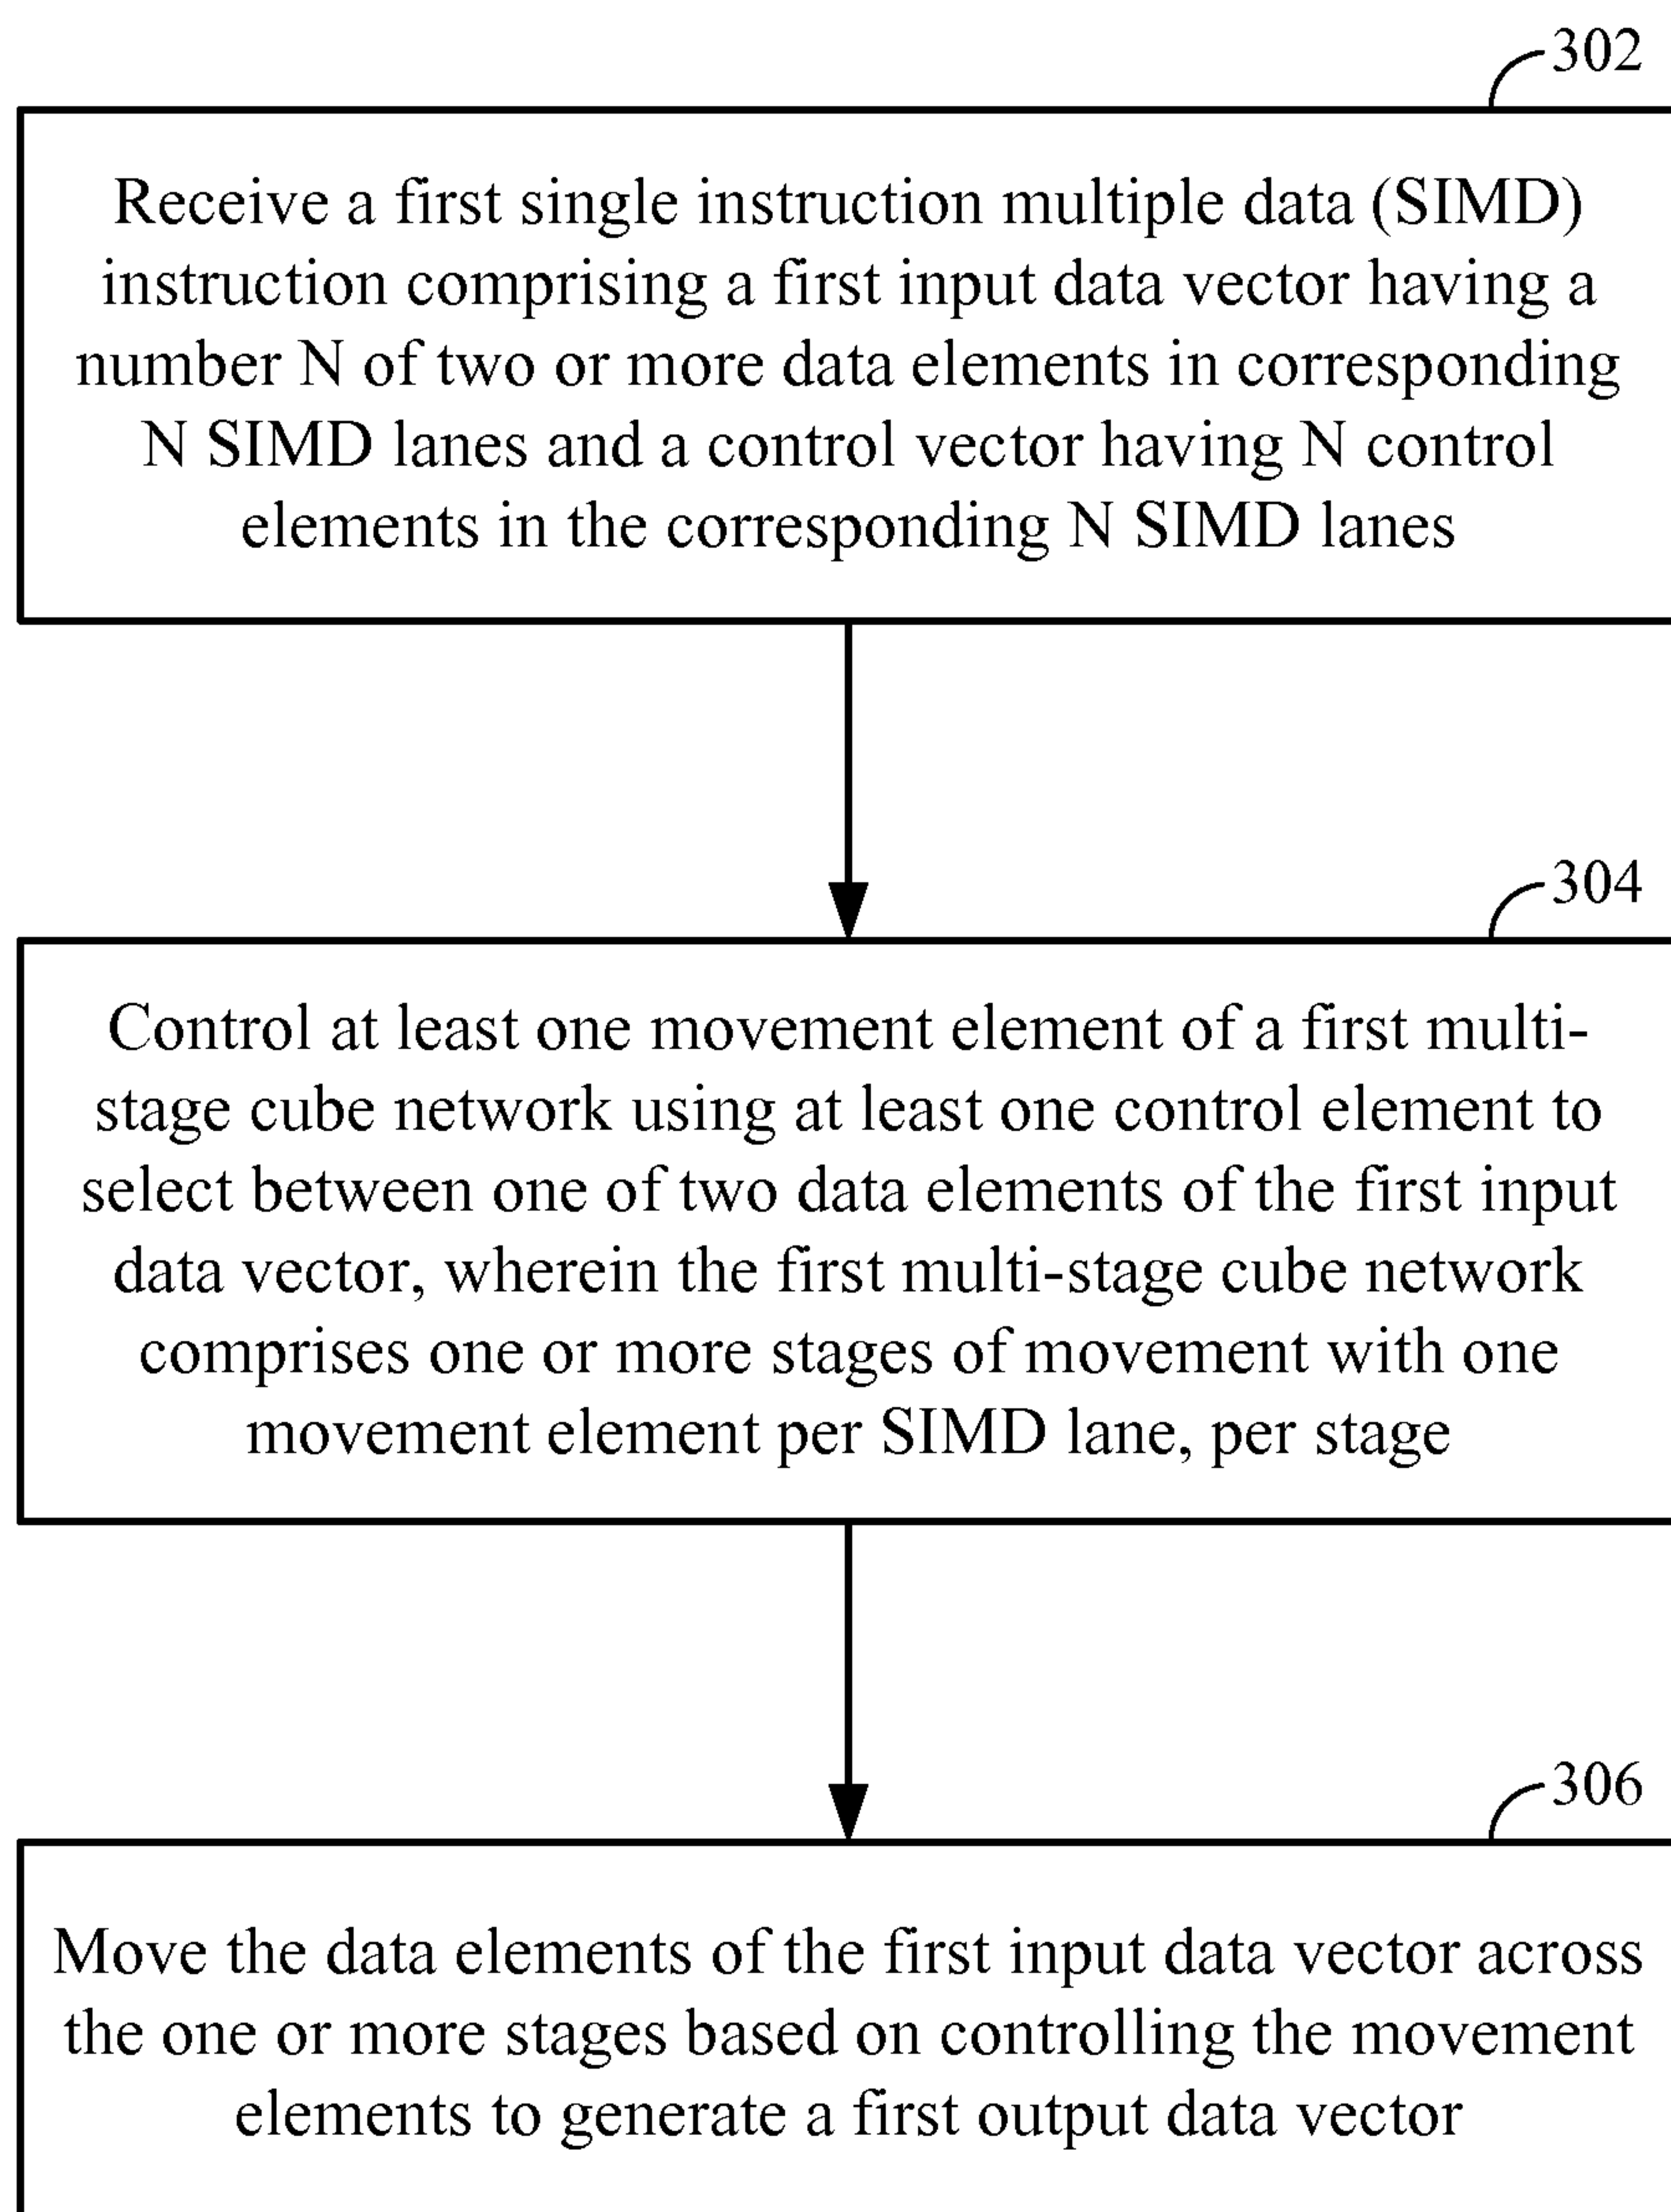 302
Receive a first single instruction multiple data (SIMD)
instruction comprising a first input data vector having a
number N of two or more data elements in corresponding
N SIMD lanes and a control vector having N control
elements in the corresponding N SIMD lanes
304
Control at least one movement element of a first multi-
stage cube network using at least one control element to
select between one of two data elements of the first input
data vector, wherein the first multi-stage cube network
comprises one or more stages of movement with one
movement element per SIMD lane, per stage
306
Move the data elements of the first input data vector across
the one or more stages based on controlling the movement
elements to generate a first output data vector